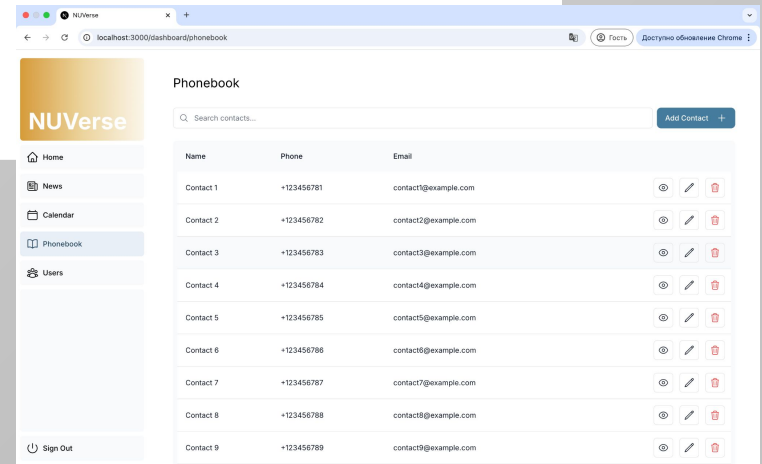 NUVerse
localhost:3000/dashboard/phonebook
Гость
Доступно обновление Chrome
NUVerse
Home
News
Calendar
Phonebook
Users
Sign Out
Phonebook
Search contacts...
Add Contact +
Name Phone Email
Contact 1 +123456781 contact1@example.com
Contact 2 +123456782 contact2@example.com
Contact 3 +123456783 contact3@example.com
Contact 4 +123456784 contact4@example.com
Contact 5 +123456785 contact5@example.com
Contact 6 +123456786 contact6@example.com
Contact 7 +123456787 contact7@example.com
Contact 8 +123456788 contact8@example.com
Contact 9 +123456789 contact9@example.com